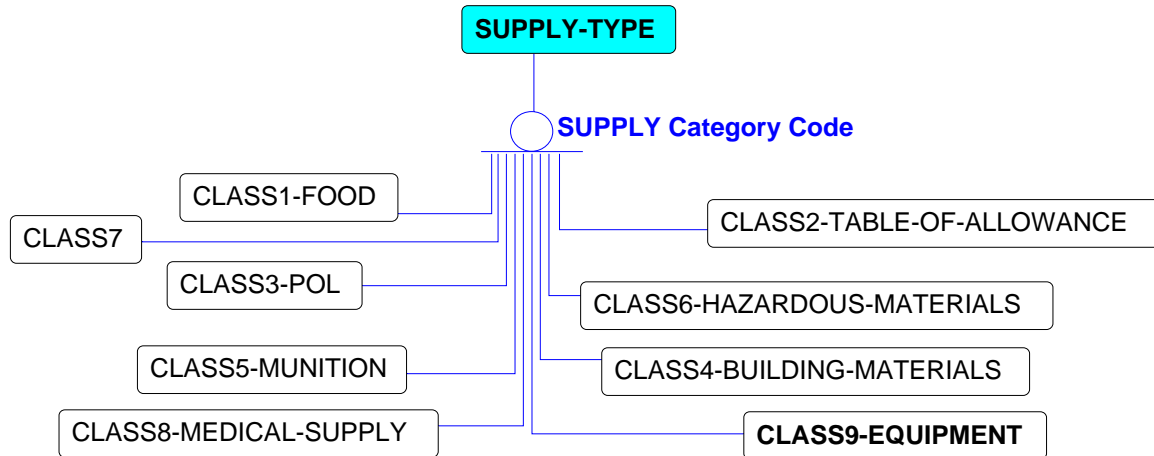 SUPPLY-TYPE
SUPPLY Category Code
CLASS1-FOOD
CLASS2-TABLE-OF-ALLOWANCE
CLASS7
CLASS3-POL
CLASS6-HAZARDOUS-MATERIALS
CLASS5-MUNITION
CLASS4-BUILDING-MATERIALS
CLASS8-MEDICAL-SUPPLY
CLASS9-EQUIPMENT